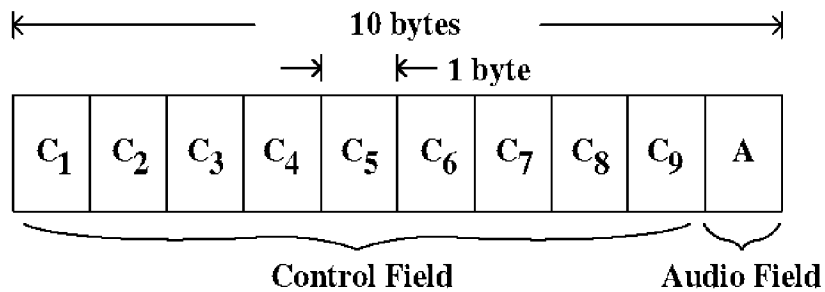 10 bytes
1 byte
C1 C2 C3 C4 C5 C6 C7 C8 C9 A
Control Field Audio Field